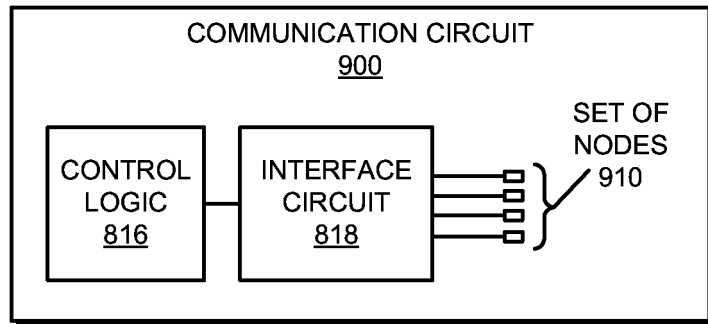 COMMUNICATION CIRCUIT
900
SET OF
NODES
910
CONTROL
LOGIC
816
INTERFACE
CIRCUIT
818